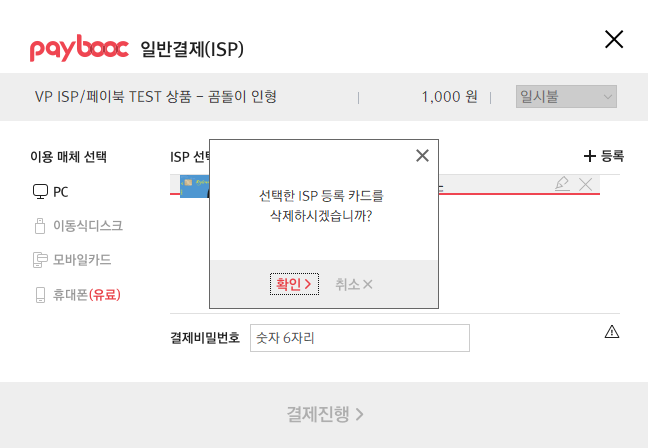 paybooc 일반결제(ISP)
VP ISP/페이북 TEST 상품 - 곰돌이 인형 1,000 원 일시불
이용 매체 선택
ISP
등록
PC
이동식디스크
모바일카드
휴대폰(유료)
선택한 ISP 등록 카드를
삭제하시겠습니까?
확인
취소
결제비밀번호 숫자 6자리
결제진행